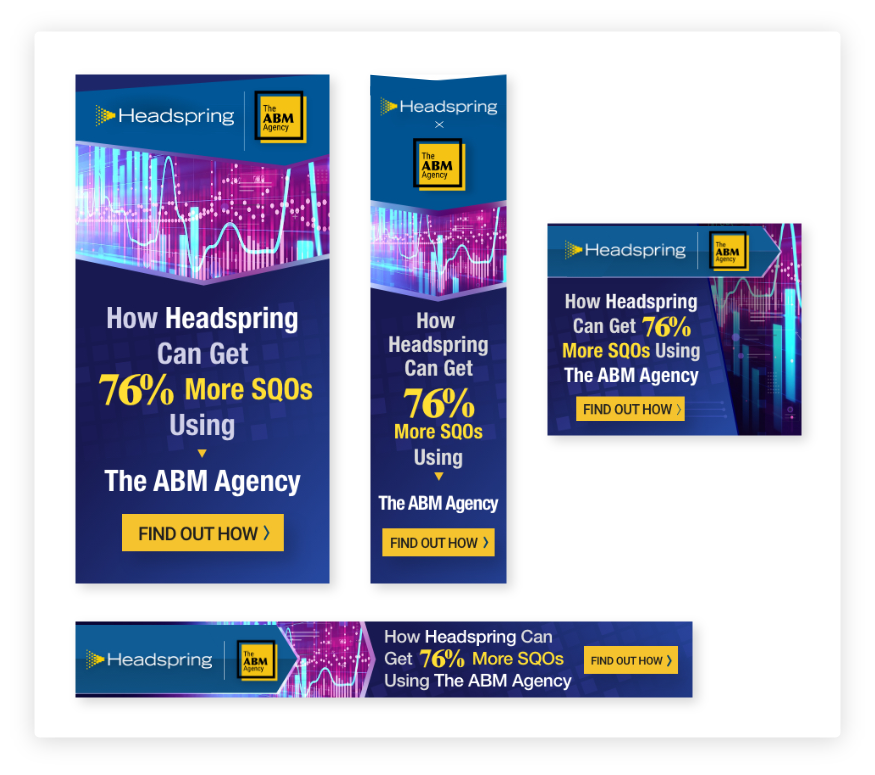 Headspring
The
ABM
Agency
How Headspring
Can Get
76% More SQOs
Using
The ABM Agency
FIND OUT HOW
Headspring
×
The
ABM
Agency
How
Headspring
Can Get
76%
More SQOs
Using
The ABM Agency
FIND OUT HOW
Headspring
The
ABM
Agency
How Headspring
Can Get 76%
More SQOs Using
The ABM Agency
FIND OUT HOW
Headspring
The
ABM
Agency
How Headspring Can
Get 76% More SQOs
Using The ABM Agency
FIND OUT HOW